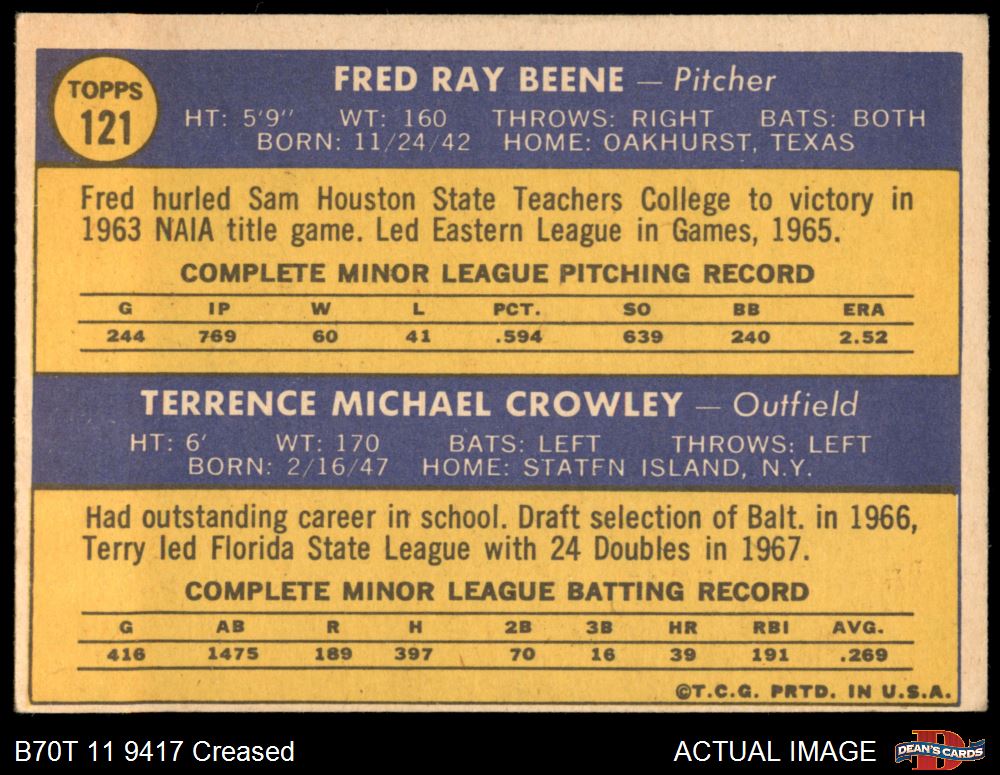 TOPPS
121
FRED RAY BEENE — Pitcher
HT: 5'9" WT: 160 THROWS: RIGHT BATS: BOTH
BORN: 11/24/42 HOME: OAKHURST, TEXAS
Fred hurled Sam Houston State Teachers College to victory in
1963 NAIA title game. Led Eastern League in Games, 1965.
COMPLETE MINOR LEAGUE PITCHING RECORD
G IP W L PCT. SO BB ERA
244 769 60 41 .594 639 240 2.52
TERRENCE MICHAEL CROWLEY — Outfield
HT: 6' WT: 170 BATS: LEFT THROWS: LEFT
BORN: 2/16/47 HOME: STATEN ISLAND, N.Y.
Had outstanding career in school. Draft selection of Balt. in 1966,
Terry led Florida State League with 24 Doubles in 1967.
COMPLETE MINOR LEAGUE BATTING RECORD
G AB R H 2B 3B HR RBI AVG.
416 1475 189 397 70 16 39 191 .269
©T.C.G. PRTD. IN U.S.A.
B70T 11 9417 Creased ACTUAL IMAGE DEAN'S CARDS